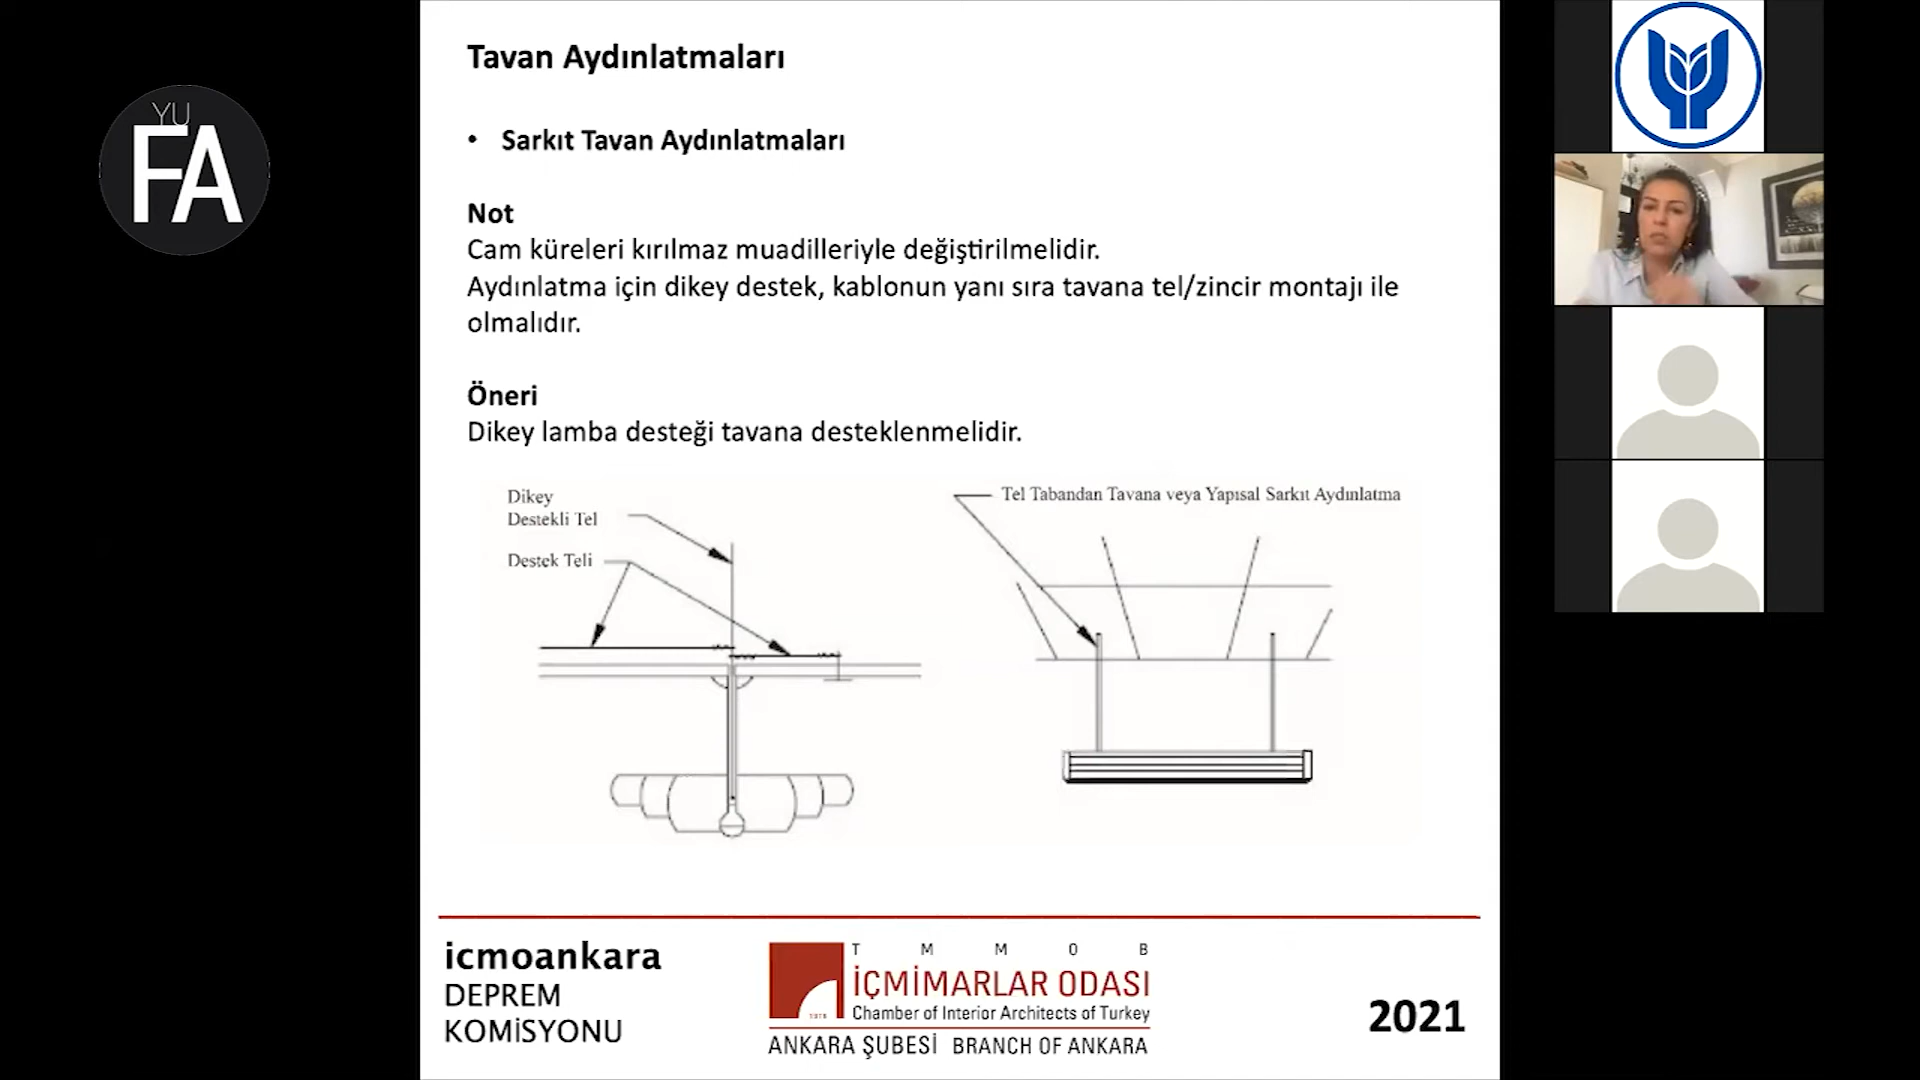 YU
FA
Tavan Aydınlatmaları
• Sarkıt Tavan Aydınlatmaları
Not
Cam küreleri kırılmaz muadilleriyle değiştirilmelidir.
Aydınlatma için dikey destek, kablonun yanı sıra tavana tel/zincir montajı ile
olmalıdır.
Öneri
Dikey lamba desteği tavana desteklenmelidir.
Dikey
Destekli Tel
Destek Teli
Tel Tabandan Tavana veya Yapısal Sarkıt Aydınlatma
icmoankara
DEPREM
KOMİSYONU
T M M O B
İÇMİMARLAR ODASI
1976
Chamber of Interior Architects of Turkey
ANKARA ŞUBESİ BRANCH OF ANKARA
2021